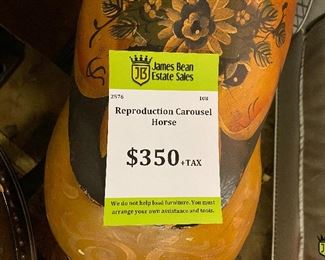 JB
James Bean
Estate Sales
2576
Reproduction Carousel
Horse
$350+TAX
We do not help load furniture. You must
arrange your own assistance and tools.
JB